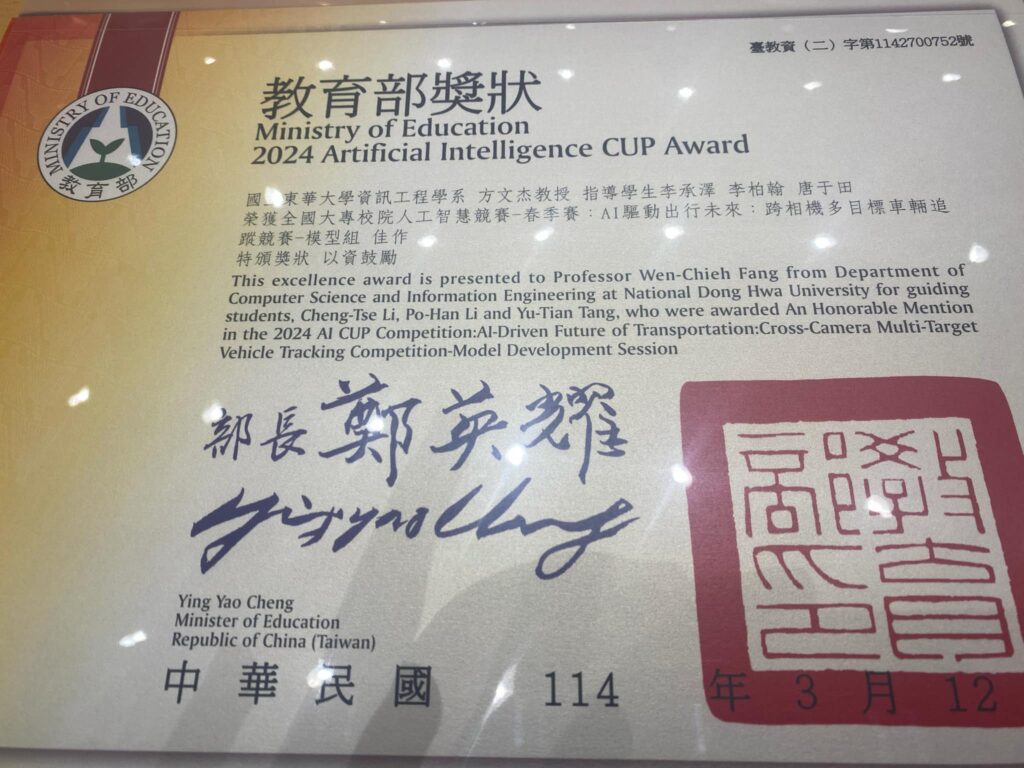 臺教資（二）字第1142700752號
MINISTRY OF EDUCATION
教育部
教育部獎狀
Ministry of Education
2024 Artificial Intelligence CUP Award
國 東華大學資訊工程學系 方文杰教授 指導學生李承澤 李柏翰 唐于田
榮獲全國大專校院人工智慧競賽-春季賽：AI驅動出行未來：跨相機多目標車輛追
蹤競賽-模型組 佳作
特頒獎狀 以資鼓勵
This excellence award is presented to Professor Wen-Chieh Fang from Department of
Computer Science and Information Engineering at National Dong Hwa University for guiding
students, Cheng-Tse Li, Po-Han Li and Yu-Tian Tang, who were awarded An Honorable Mention
in the 2024 AI CUP Competition:AI-Driven Future of Transportation:Cross-Camera Multi-Target
Vehicle Tracking Competition-Model Development Session
部長 鄭英耀
Ying yao Cheng
教育部印
Ying Yao Cheng
Minister of Education
Republic of China (Taiwan)
中華民國 114 年 3 月 12